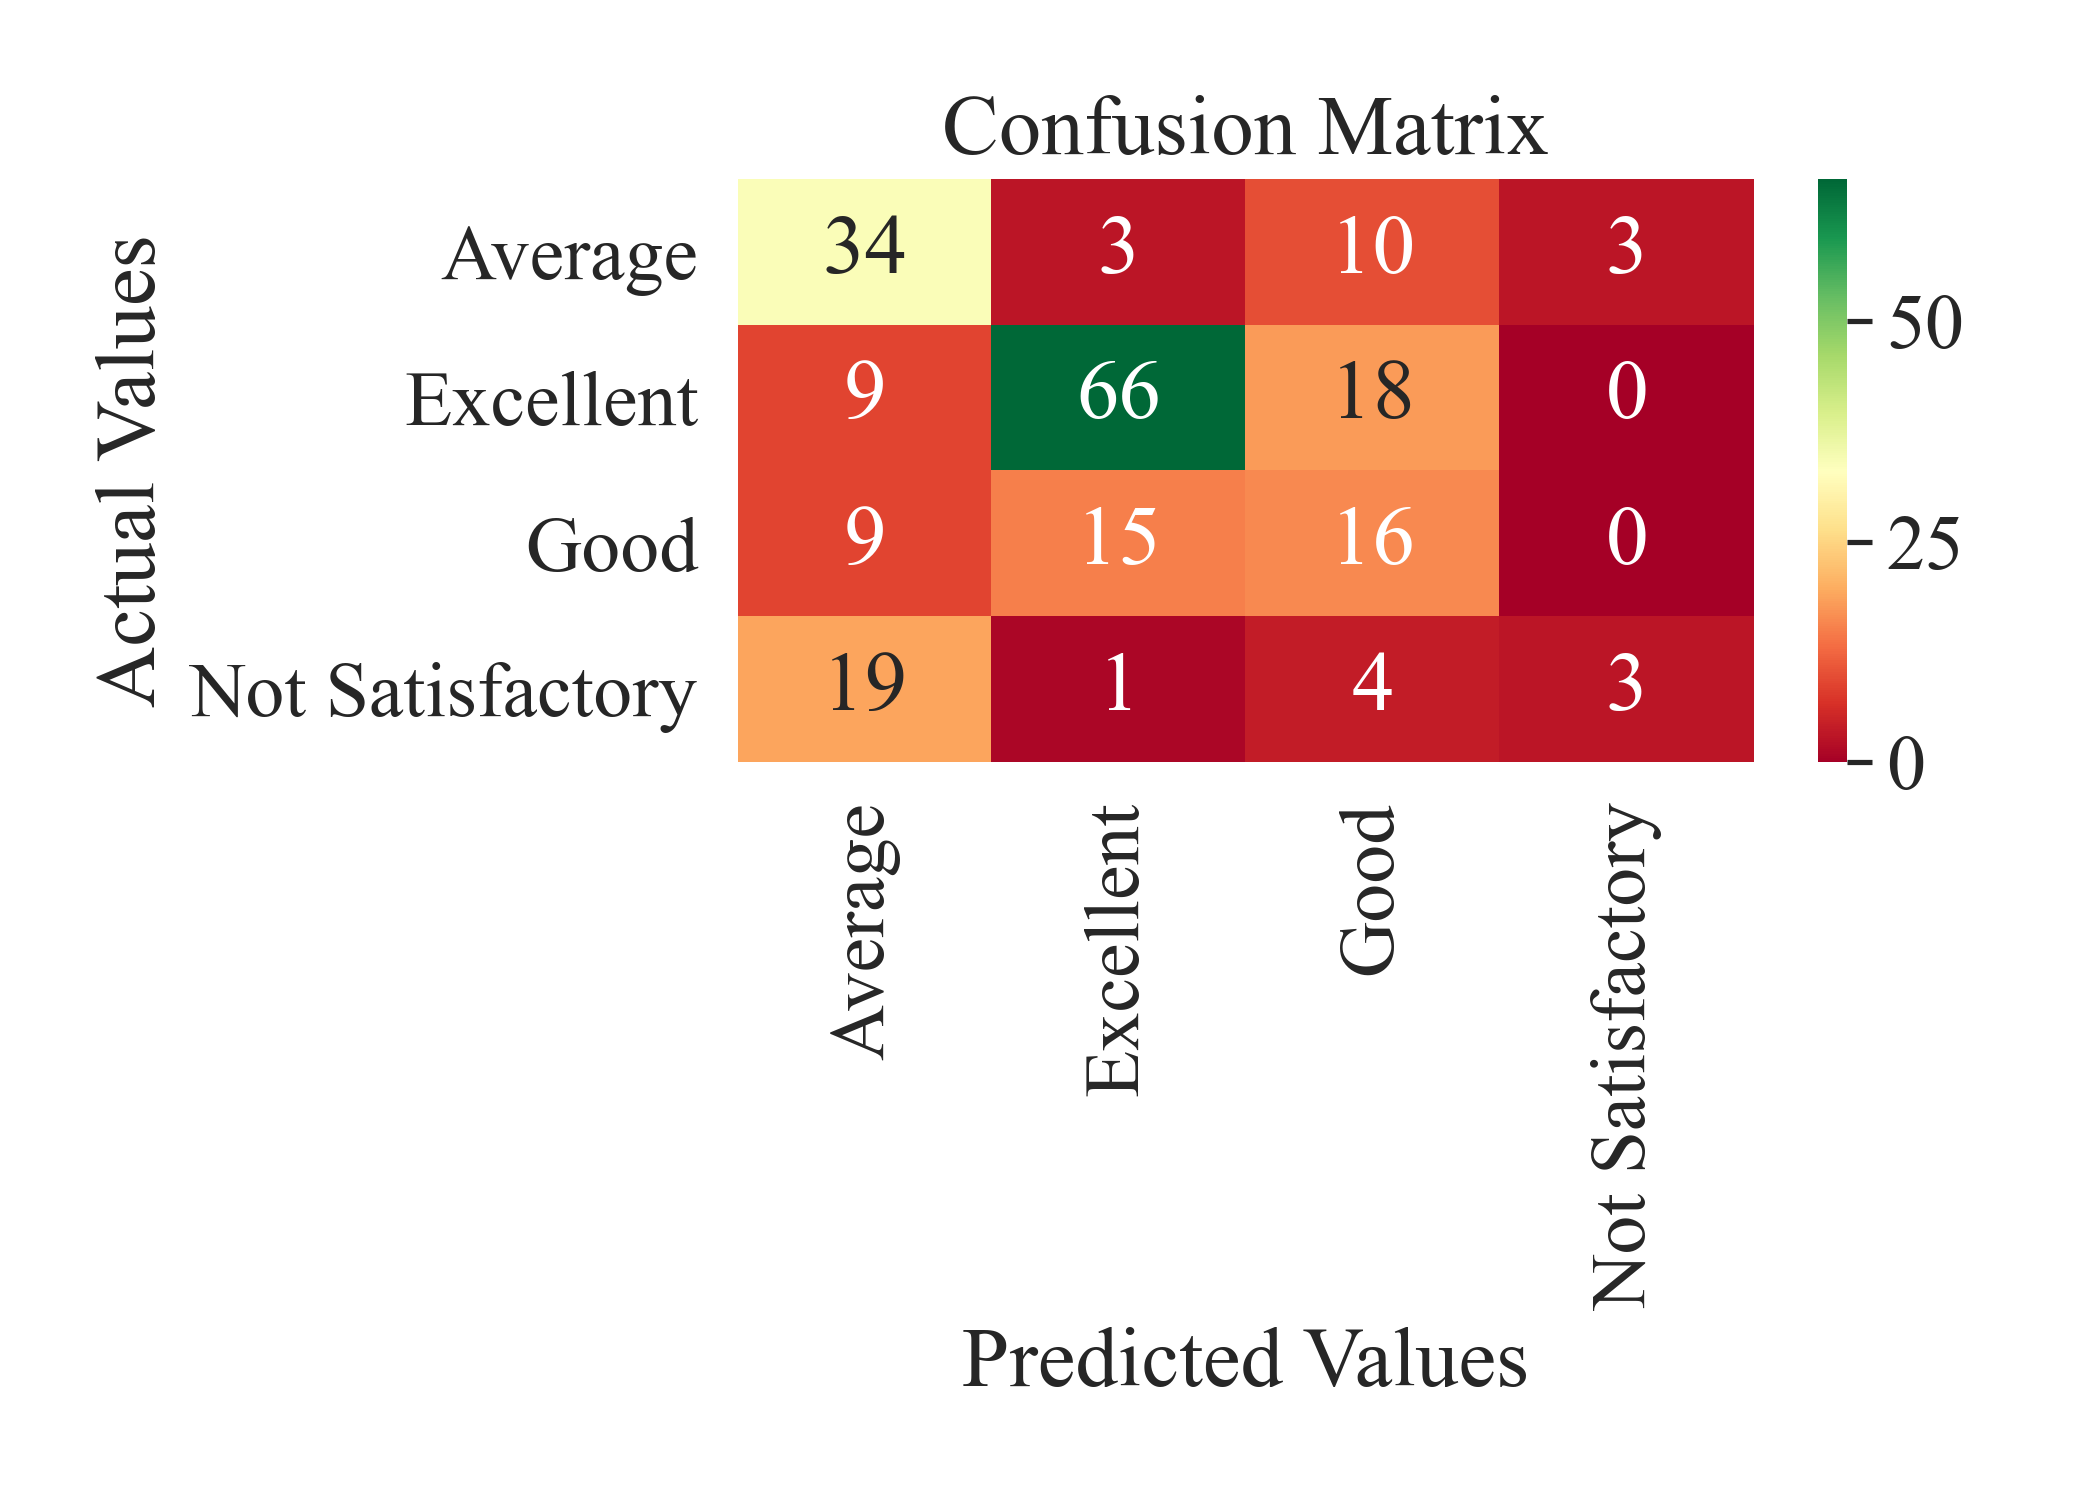 Confusion Matrix
Actual Values
Average 34 3 10 3
Excellent 9 66 18 0
Good 9 15 16 0
Not Satisfactory 19 1 4 3
50
25
0
Average
Excellent
Good
Not Satisfactory
Predicted Values